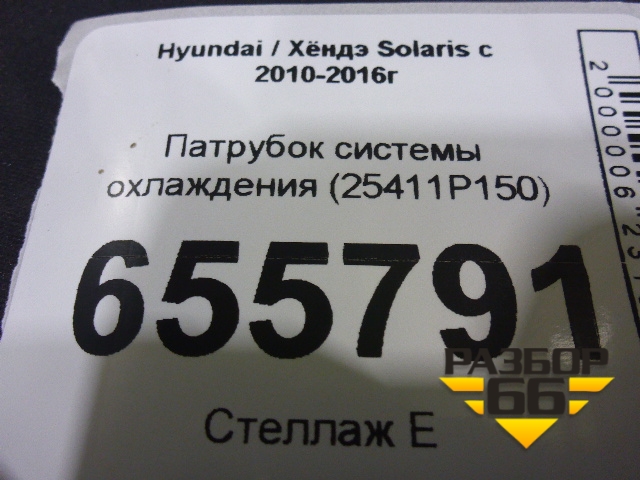 Hyundai / Хёндэ Solaris с
2010-2016г
Патрубок системы
охлаждения (25411P150)
655791
Стеллаж Е
РАЗБОР
66